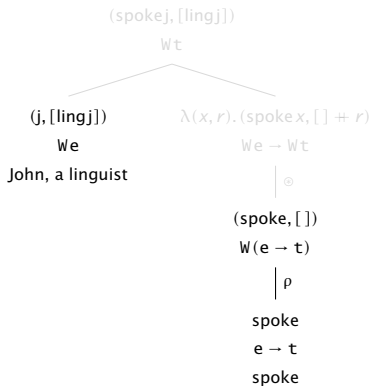 (spoke j, [ling j])
W t
(j, [ling j])
λ(x, r). (spoke x, [ ] ⧺ r)
W e
W e → W t
John, a linguist
⊛
(spoke, [ ])
W (e → t)
ρ
spoke
e → t
spoke